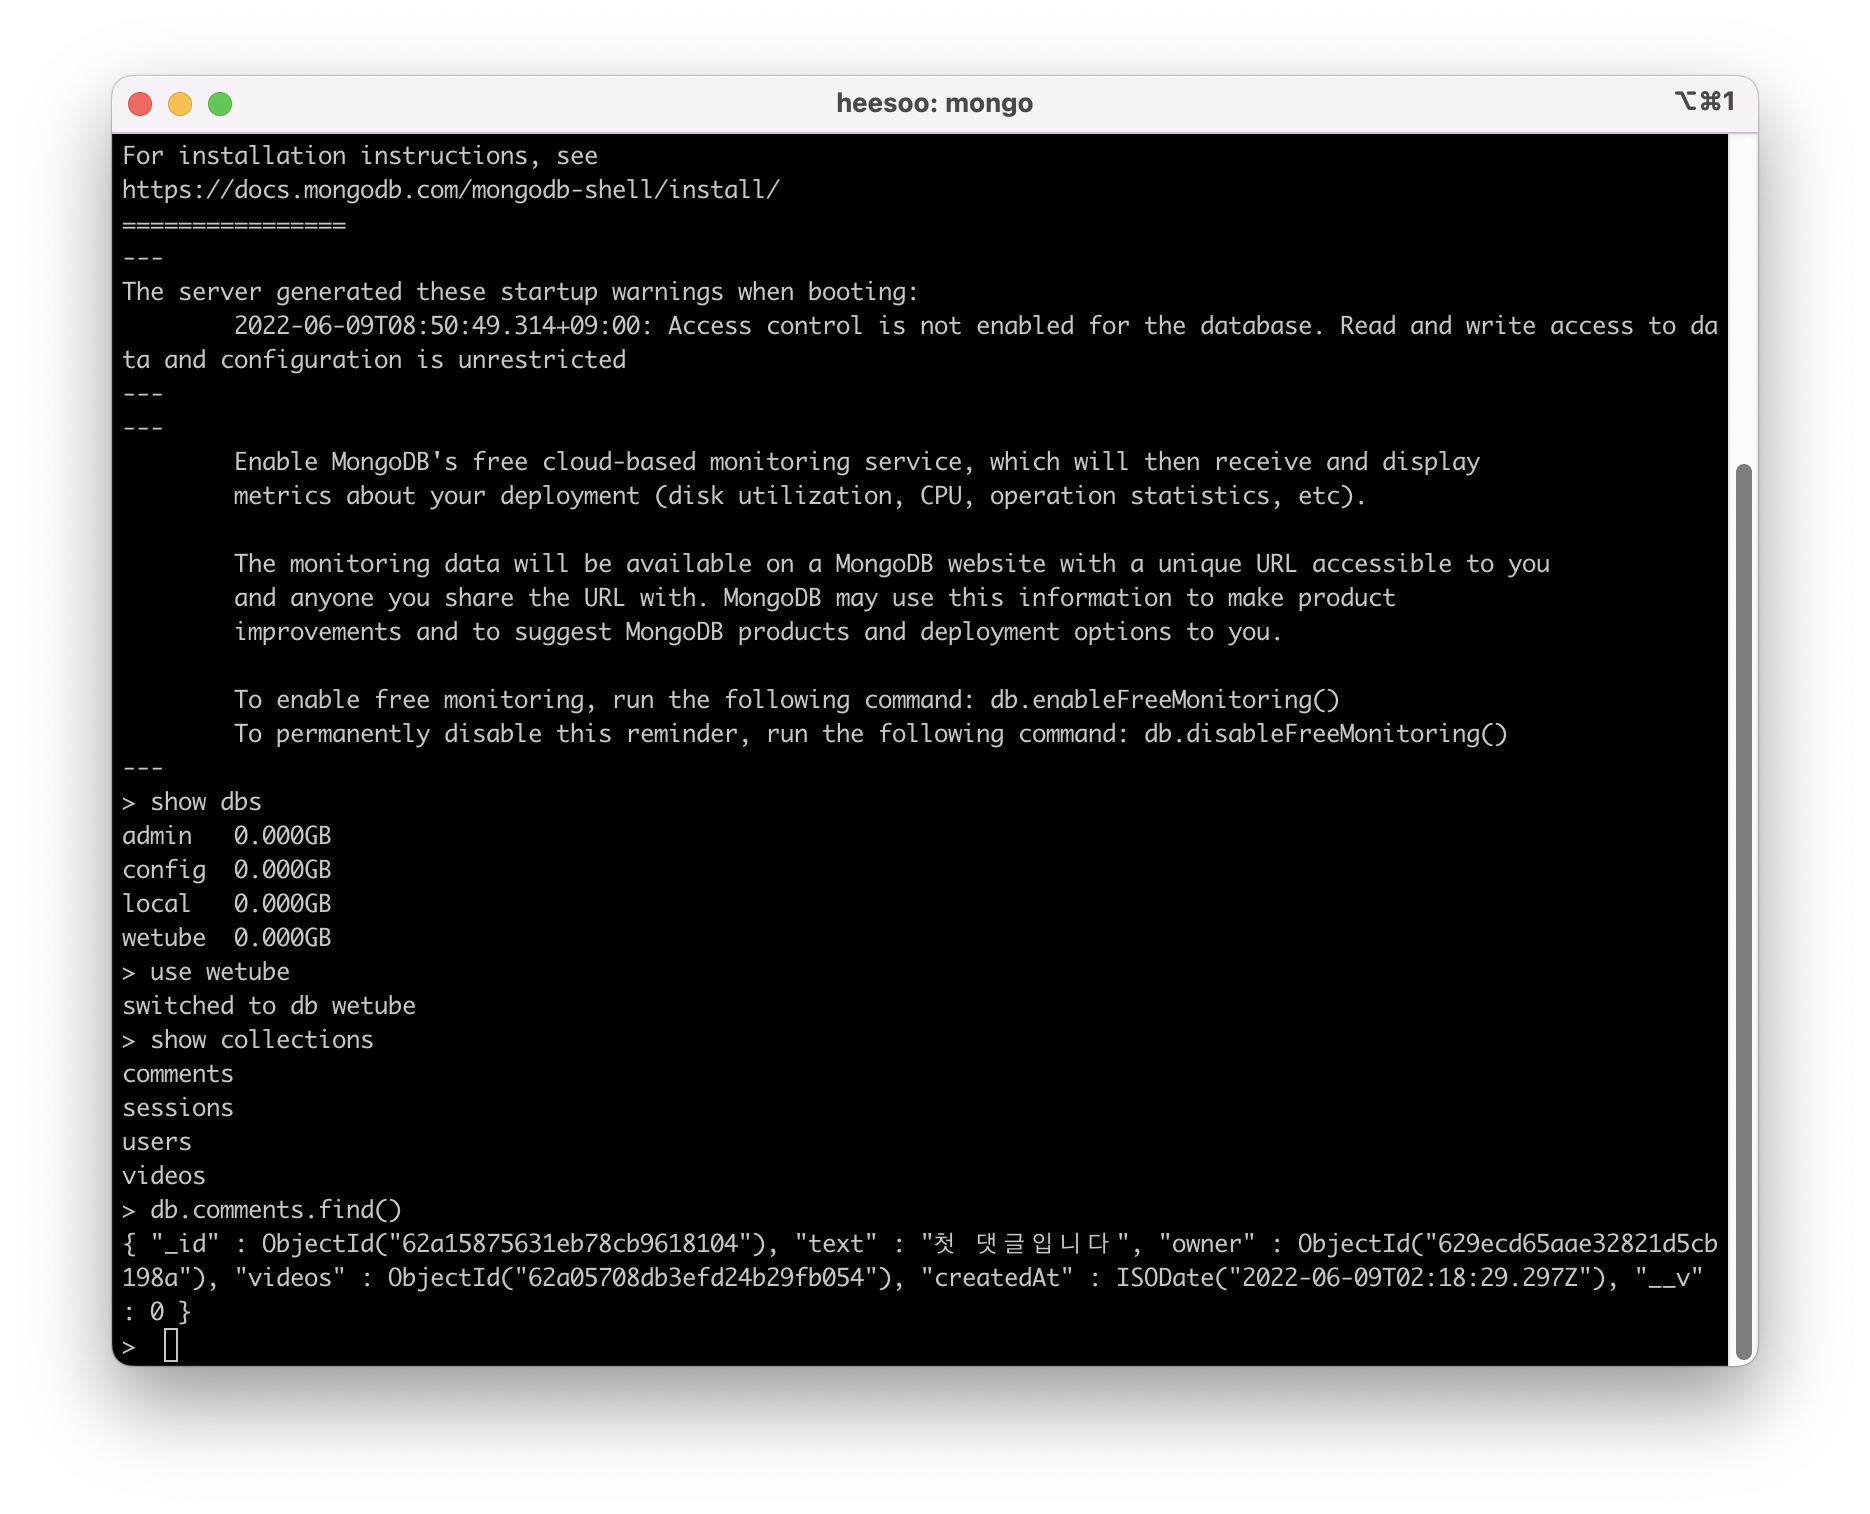 heesoo: mongo
⌥⌘1
For installation instructions, see
https://docs.mongodb.com/mongodb-shell/install/
================
---
The server generated these startup warnings when booting:
        2022-06-09T08:50:49.314+09:00: Access control is not enabled for the database. Read and write access to da
ta and configuration is unrestricted
---
---
        Enable MongoDB's free cloud-based monitoring service, which will then receive and display
        metrics about your deployment (disk utilization, CPU, operation statistics, etc).

        The monitoring data will be available on a MongoDB website with a unique URL accessible to you
        and anyone you share the URL with. MongoDB may use this information to make product
        improvements and to suggest MongoDB products and deployment options to you.

        To enable free monitoring, run the following command: db.enableFreeMonitoring()
        To permanently disable this reminder, run the following command: db.disableFreeMonitoring()
---
> show dbs
admin   0.000GB
config  0.000GB
local   0.000GB
wetube  0.000GB
> use wetube
switched to db wetube
> show collections
comments
sessions
users
videos
> db.comments.find()
{ "_id" : ObjectId("62a15875631eb78cb9618104"), "text" : "첫 댓글입니다", "owner" : ObjectId("629ecd65aae32821d5cb
198a"), "videos" : ObjectId("62a05708db3efd24b29fb054"), "createdAt" : ISODate("2022-06-09T02:18:29.297Z"), "__v"
: 0 }
>